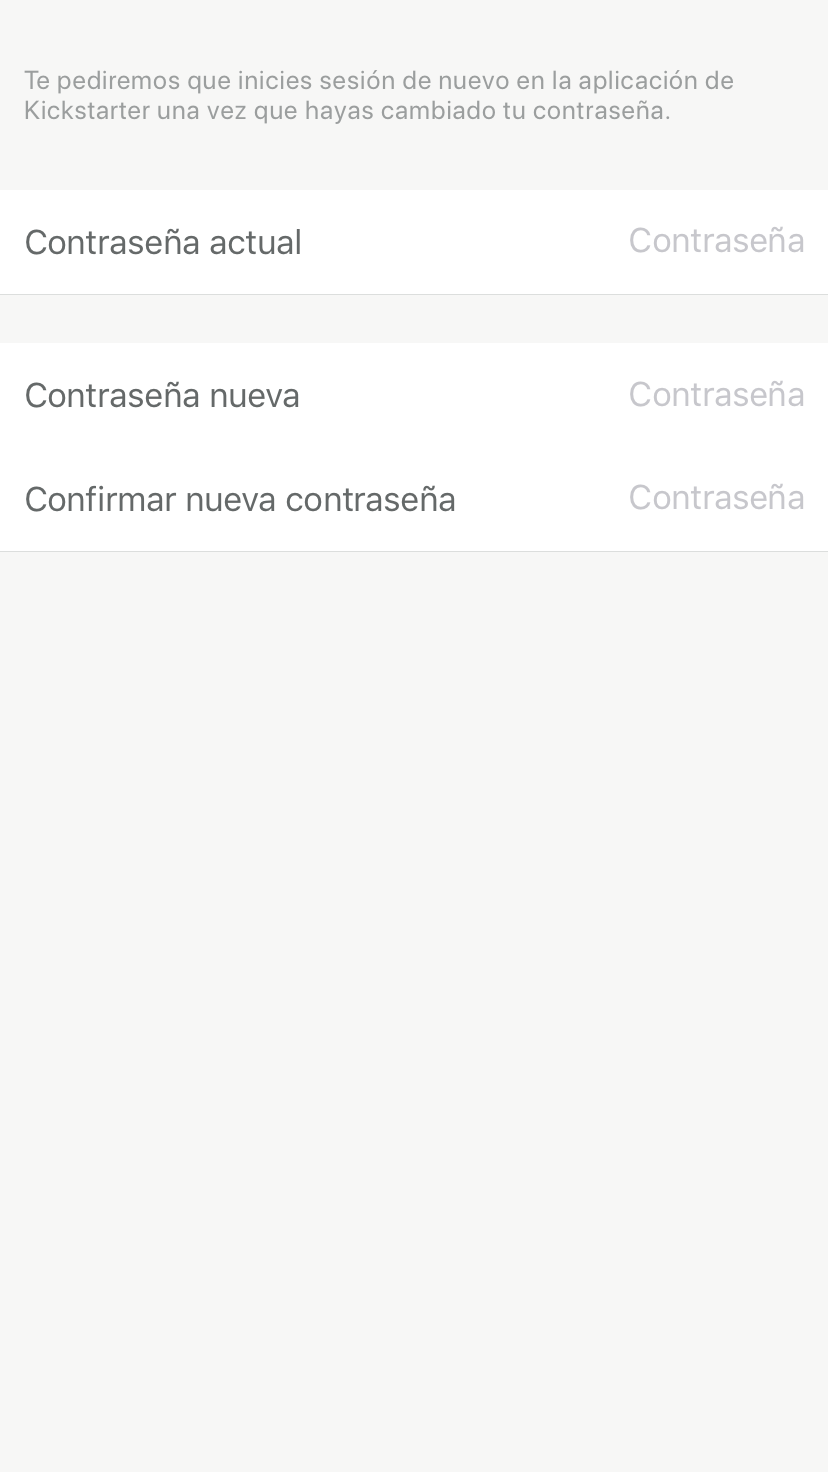 Te pediremos que inicies sesión de nuevo en la aplicación de
Kickstarter una vez que hayas cambiado tu contraseña.
Contraseña actual Contraseña
Contraseña nueva Contraseña
Confirmar nueva contraseña Contraseña